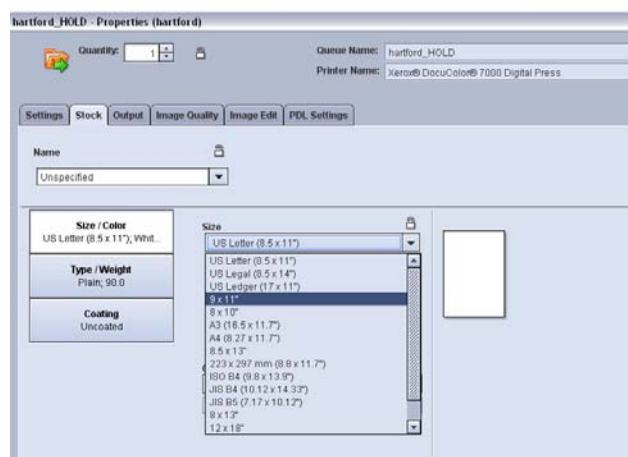 hartford_HOLD - Properties (hartford)
Quantity: 1
Queue Name: hartford_HOLD
Printer Name: Xerox® DocuColor® 7000 Digital Press
Settings Stock Output Image Quality Image Edit PDL Settings
Name
Unspecified
Size / Color
US Letter (8.5 x 11"); Whit...
Type / Weight
Plain; 90.0
Coating
Uncoated
Size
US Letter (8.5 x 11")
US Letter (8.5 x 11")
US Legal (8.5 x 14")
US Ledger (17 x 11")
9 x 11"
8 x 10"
A3 (16.5 x 11.7")
A4 (8.27 x 11.7")
8.5 x 13"
223 x 297 mm (8.8 x 11.7")
ISO B4 (9.8 x 13.9")
JIS B4 (10.12 x 14.33")
JIS B5 (7.17 x 10.12")
8 x 13"
12 x 18"